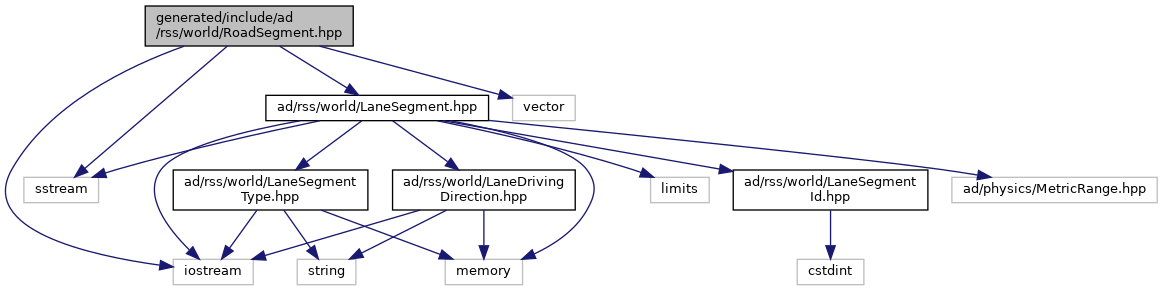 generated/include/ad
/rss/world/RoadSegment.hpp
ad/rss/world/LaneSegment.hpp
vector
sstream
ad/rss/world/LaneSegment
Type.hpp
ad/rss/world/LaneDriving
Direction.hpp
limits
ad/rss/world/LaneSegment
Id.hpp
ad/physics/MetricRange.hpp
iostream
string
memory
cstdint